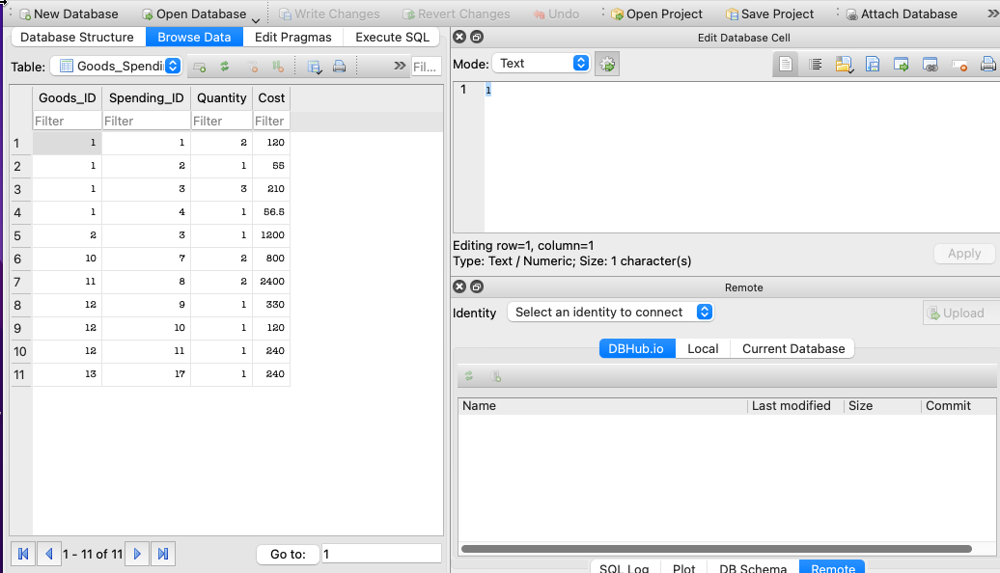 New Database Open Database Write Changes Revert Changes Undo Open Project Save Project Attach Database »
Database Structure Browse Data Edit Pragmas Execute SQL
Table: Goods_Spendi » Fil...
Goods_ID Spending_ID Quantity Cost
Filter Filter Filter Filter
1 1 1 2 120
2 1 2 1 55
3 1 3 3 210
4 1 4 1 56.5
5 2 3 1 1200
6 10 7 2 800
7 11 8 2 2400
8 12 9 1 330
9 12 10 1 120
10 12 11 1 240
11 13 17 1 240
1 - 11 of 11 Go to: 1
Edit Database Cell
Mode: Text
1 1
Editing row=1, column=1
Type: Text / Numeric; Size: 1 character(s)
Apply
Remote
Identity Select an identity to connect Upload
DBHub.io Local Current Database
Name Last modified Size Commit
SQL Log Plot DB Schema Remote